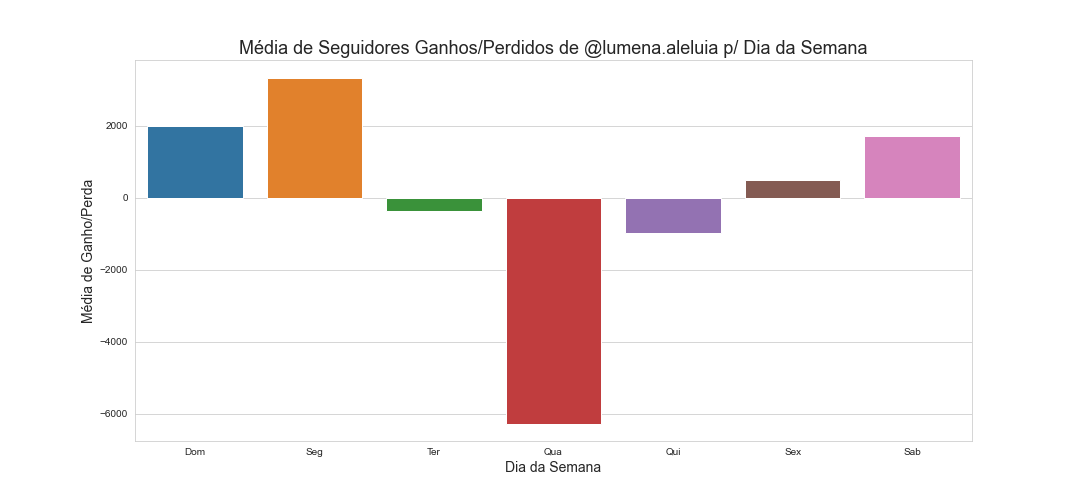 Média de Seguidores Ganhos/Perdidos de @lumena.aleluia p/ Dia da Semana
Média de Ganho/Perda
2000
0
−2000
−4000
−6000
Dom Seg Ter Qua Qui Sex Sab
Dia da Semana